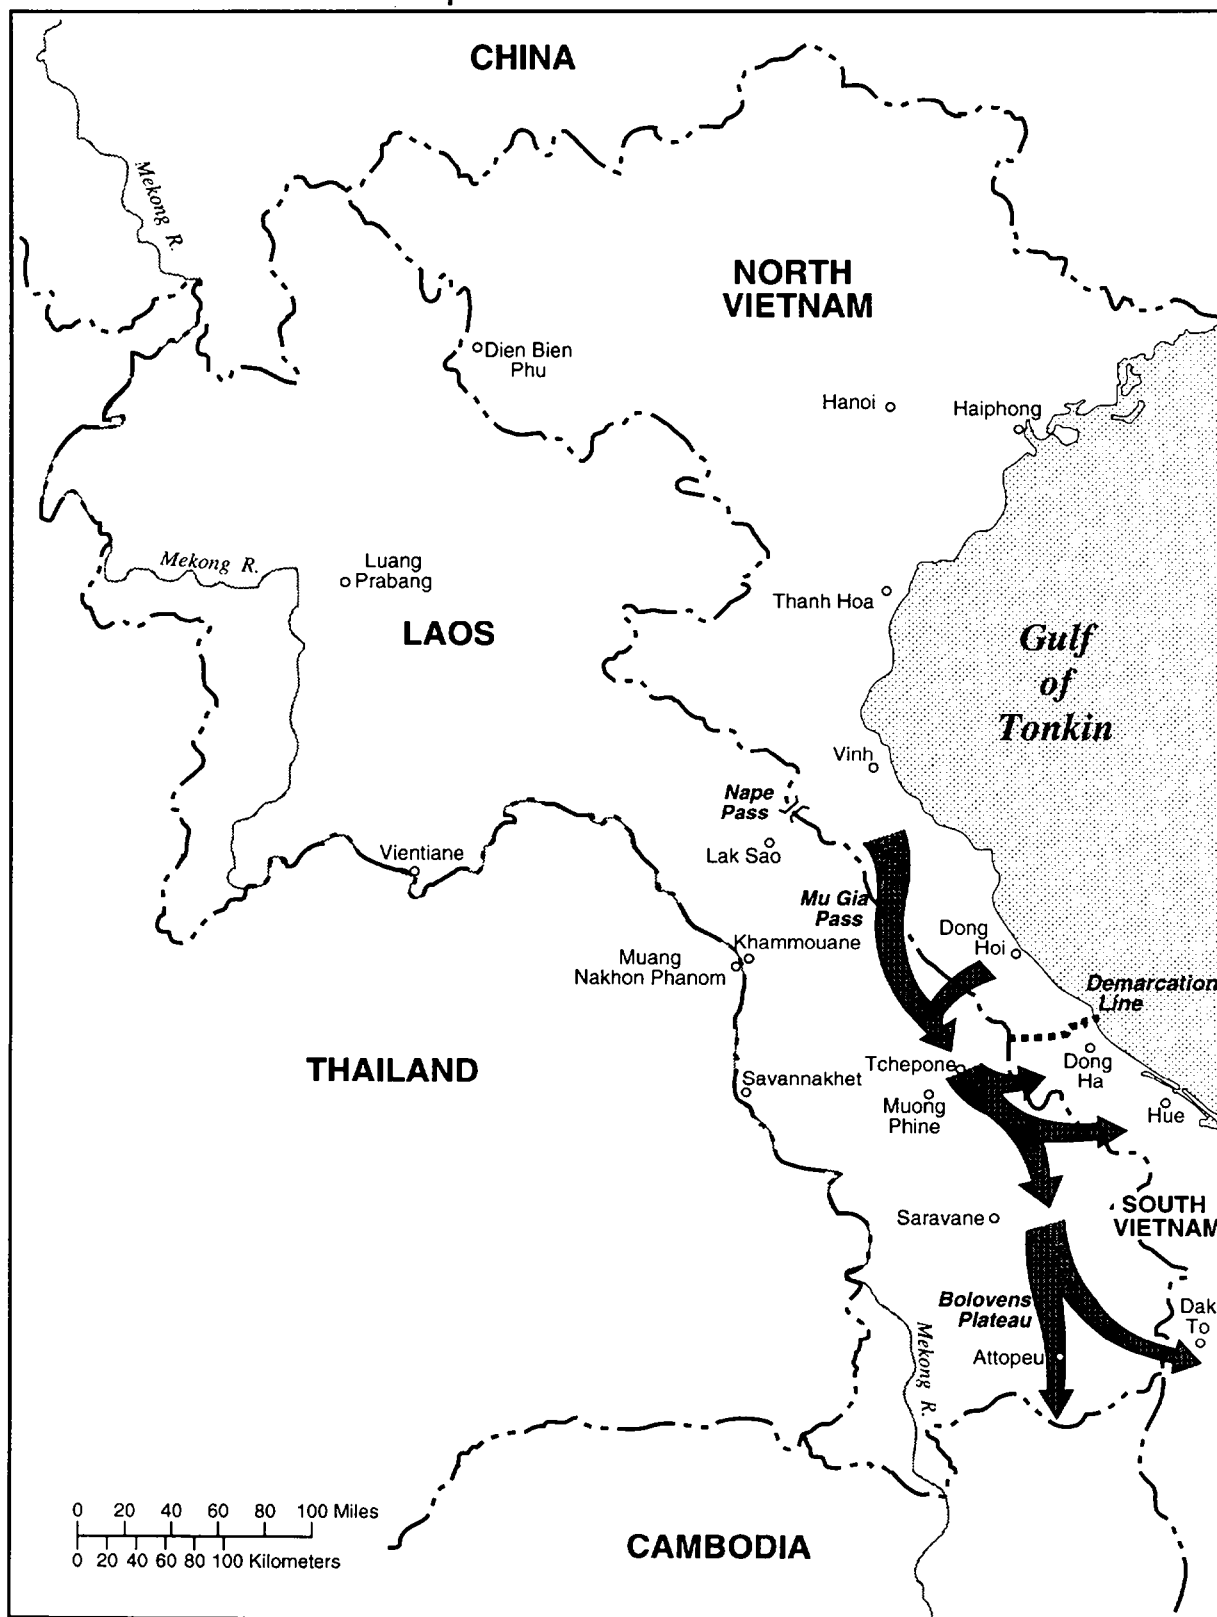 CHINA
Mekong R.
NORTH
VIETNAM
Dien Bien
Phu
Hanoi
Haiphong
Mekong R.
Luang
Prabang
Thanh Hoa
LAOS
Gulf
of
Tonkin
Vinh
Nape
Pass
Lak Sao
Vientiane
Mu Gia
Pass
Dong
Hoi
Khammouane
Muang
Nakhon Phanom
Demarcation
Line
THAILAND
Tchepone
Dong
Ha
Savannakhet
Muong
Phine
Hue
Saravane
SOUTH
VIETNAM
Bolovens
Plateau
Dak
To
Attopeu
Mekong R.
0 20 40 60 80 100 Miles
0 20 40 60 80 100 Kilometers
CAMBODIA